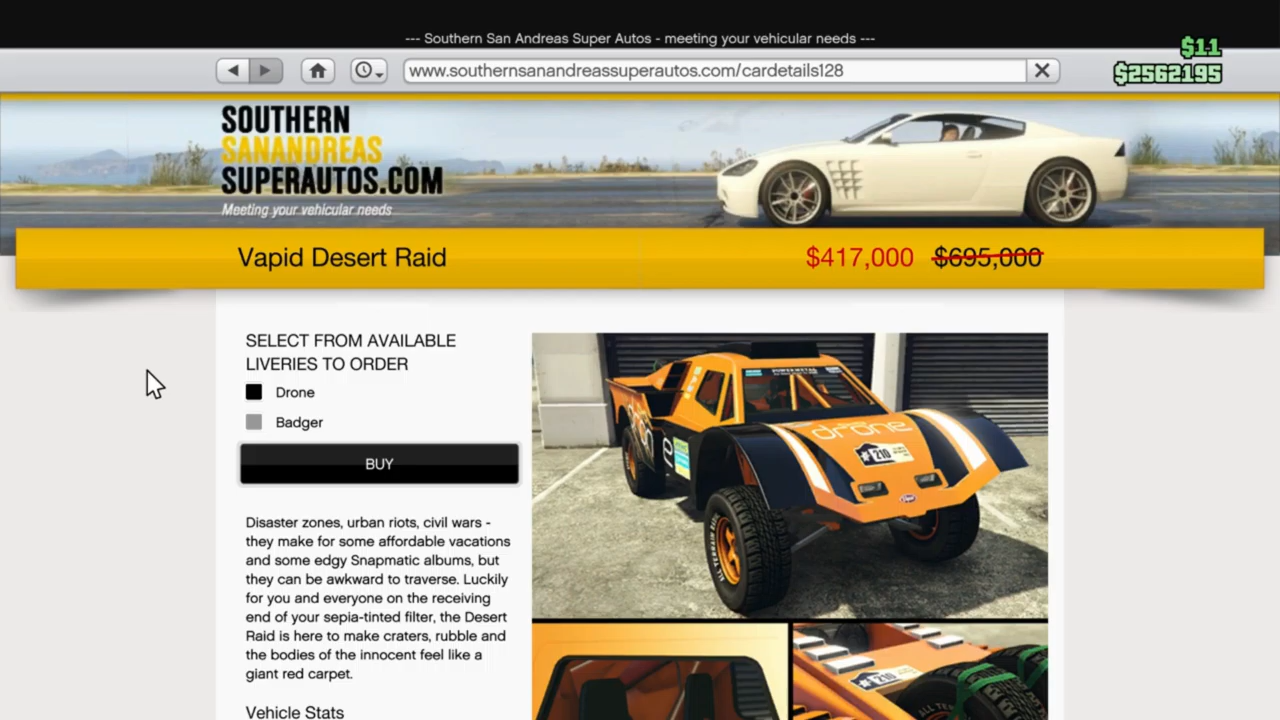 --- Southern San Andreas Super Autos - meeting your vehicular needs ---
$11
$2562195
www.southernsanandreassuperautos.com/cardetails128
SOUTHERN
SANANDREAS
SUPERAUTOS.COM
Meeting your vehicular needs
Vapid Desert Raid
$417,000 $695,000
SELECT FROM AVAILABLE
LIVERIES TO ORDER
Drone
Badger
BUY
Disaster zones, urban riots, civil wars -
they make for some affordable vacations
and some edgy Snapmatic albums, but
they can be awkward to traverse. Luckily
for you and everyone on the receiving
end of your sepia-tinted filter, the Desert
Raid is here to make craters, rubble and
the bodies of the innocent feel like a
giant red carpet.
Vehicle Stats
POWERMETAL
drone
#210
Vapid
#210